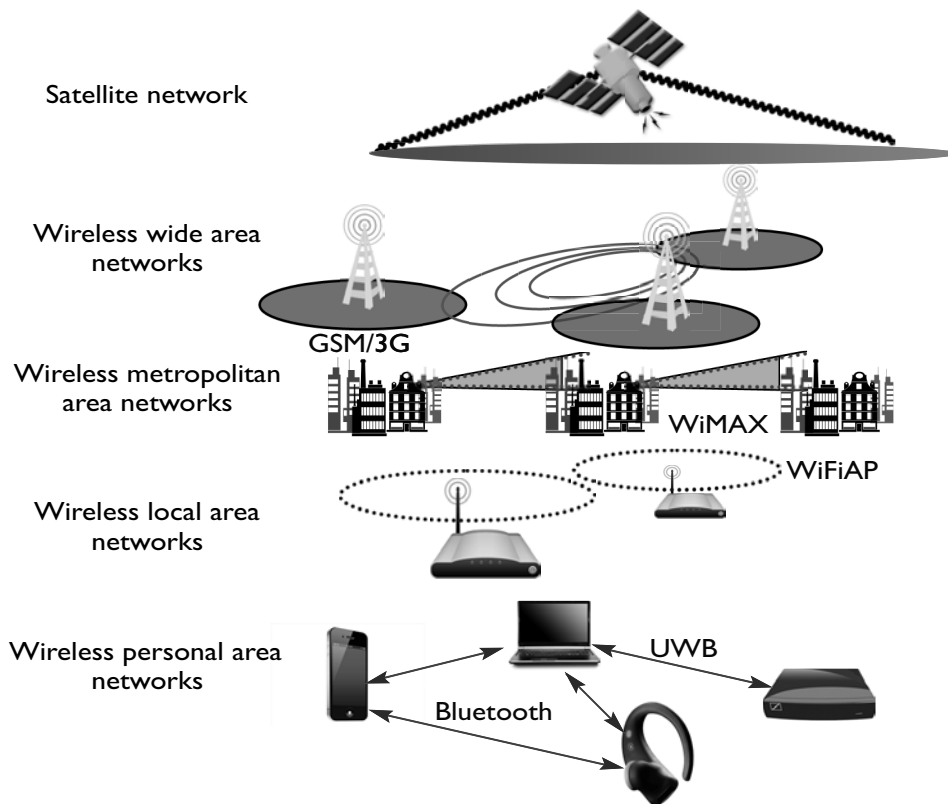 Satellite network
Wireless wide area
networks
GSM/3G
Wireless metropolitan
area networks
WiMAX
WiFiAP
Wireless local area
networks
Wireless personal area
networks
UWB
Bluetooth